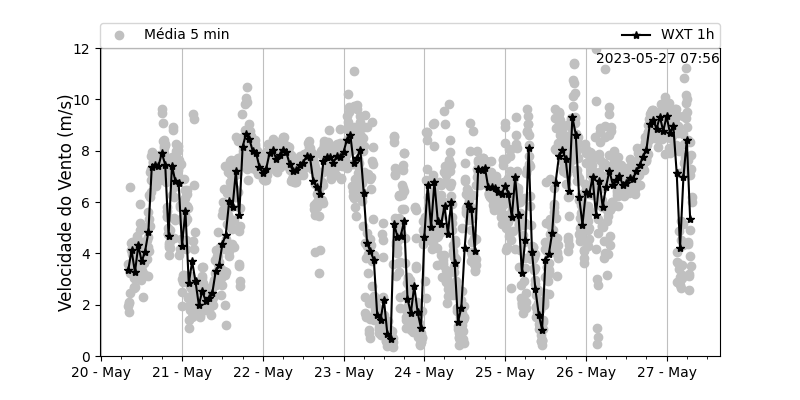 Média 5 min
WXT 1h
2023-05-27 07:56
Velocidade do Vento (m/s)
12
10
8
6
4
2
0
20 - May
21 - May
22 - May
23 - May
24 - May
25 - May
26 - May
27 - May